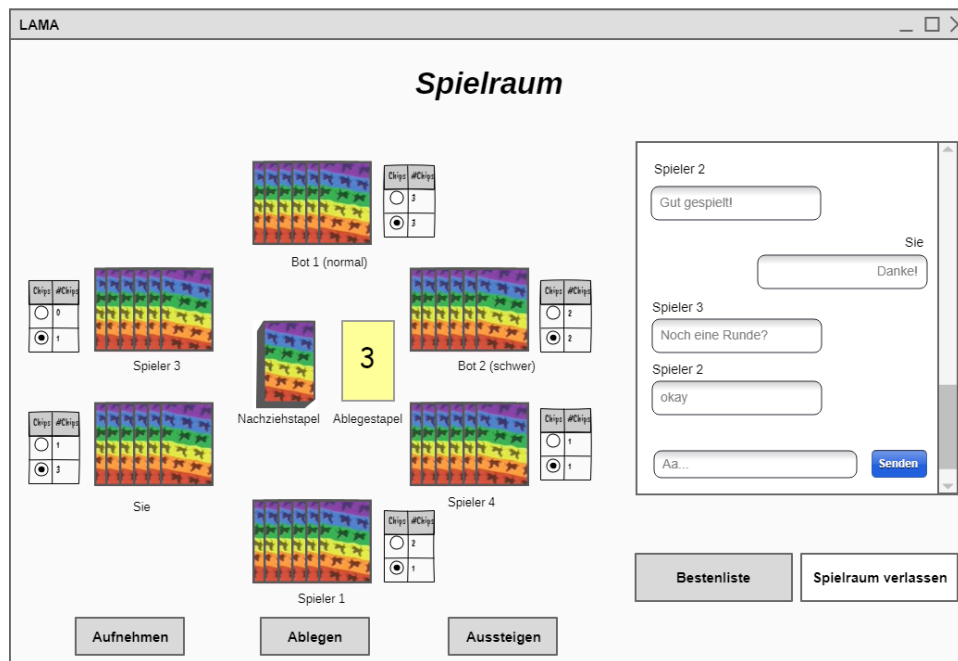 LAMA
Spielraum
Chips #Chips
3
3
Bot 1 (normal)
Chips #Chips
0
1
Spieler 3
Chips #Chips
2
2
Bot 2 (schwer)
3
Nachziehstapel
Ablegestapel
Chips #Chips
1
3
Sie
Chips #Chips
1
1
Spieler 4
Chips #Chips
2
1
Spieler 1
Aufnehmen
Ablegen
Aussteigen
Spieler 2
Gut gespielt!
Sie
Danke!
Spieler 3
Noch eine Runde?
Spieler 2
okay
Aa...
Senden
Bestenliste
Spielraum verlassen